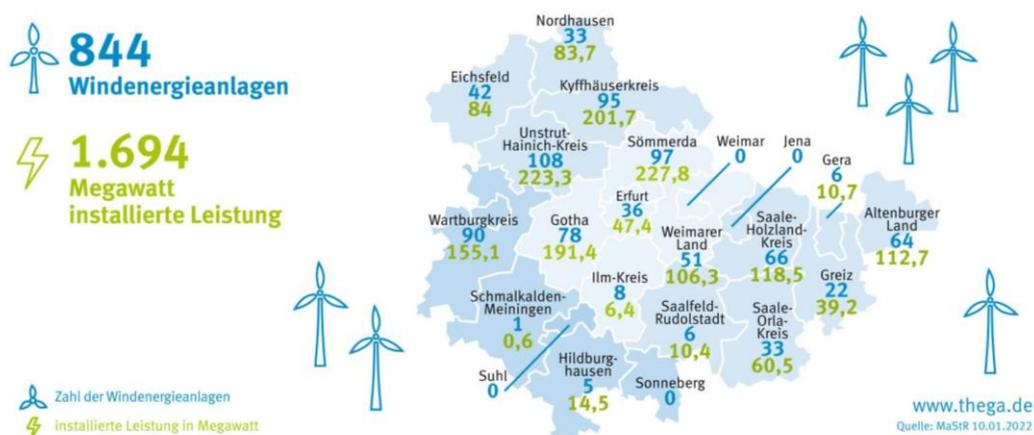 844
Windenergieanlagen
1.694
Megawatt
installierte Leistung
Nordhausen
33
83,7
Eichsfeld
42
84
Kyffhäuserkreis
95
201,7
Unstrut-
Hainich-Kreis
108
223,3
Sömmerda
97
227,8
Weimar
0
Jena
0
Gera
6
10,7
Wartburgkreis
90
155,1
Gotha
78
191,4
Erfurt
36
47,4
Weimarer
Land
51
106,3
Saale-
Holzland-
Kreis
66
118,5
Altenburger
Land
64
112,7
Greiz
22
39,2
Ilm-Kreis
8
6,4
Schmalkalden-
Meiningen
1
0,6
Saalfeld-
Rudolstadt
6
10,4
Saale-
Orla-
Kreis
33
60,5
Suhl
0
Hildburg-
hausen
5
14,5
Sonneberg
0
Zahl der Windenergieanlagen
installierte Leistung in Megawatt
www.thega.de
Quelle: MaStR 10.01.2022